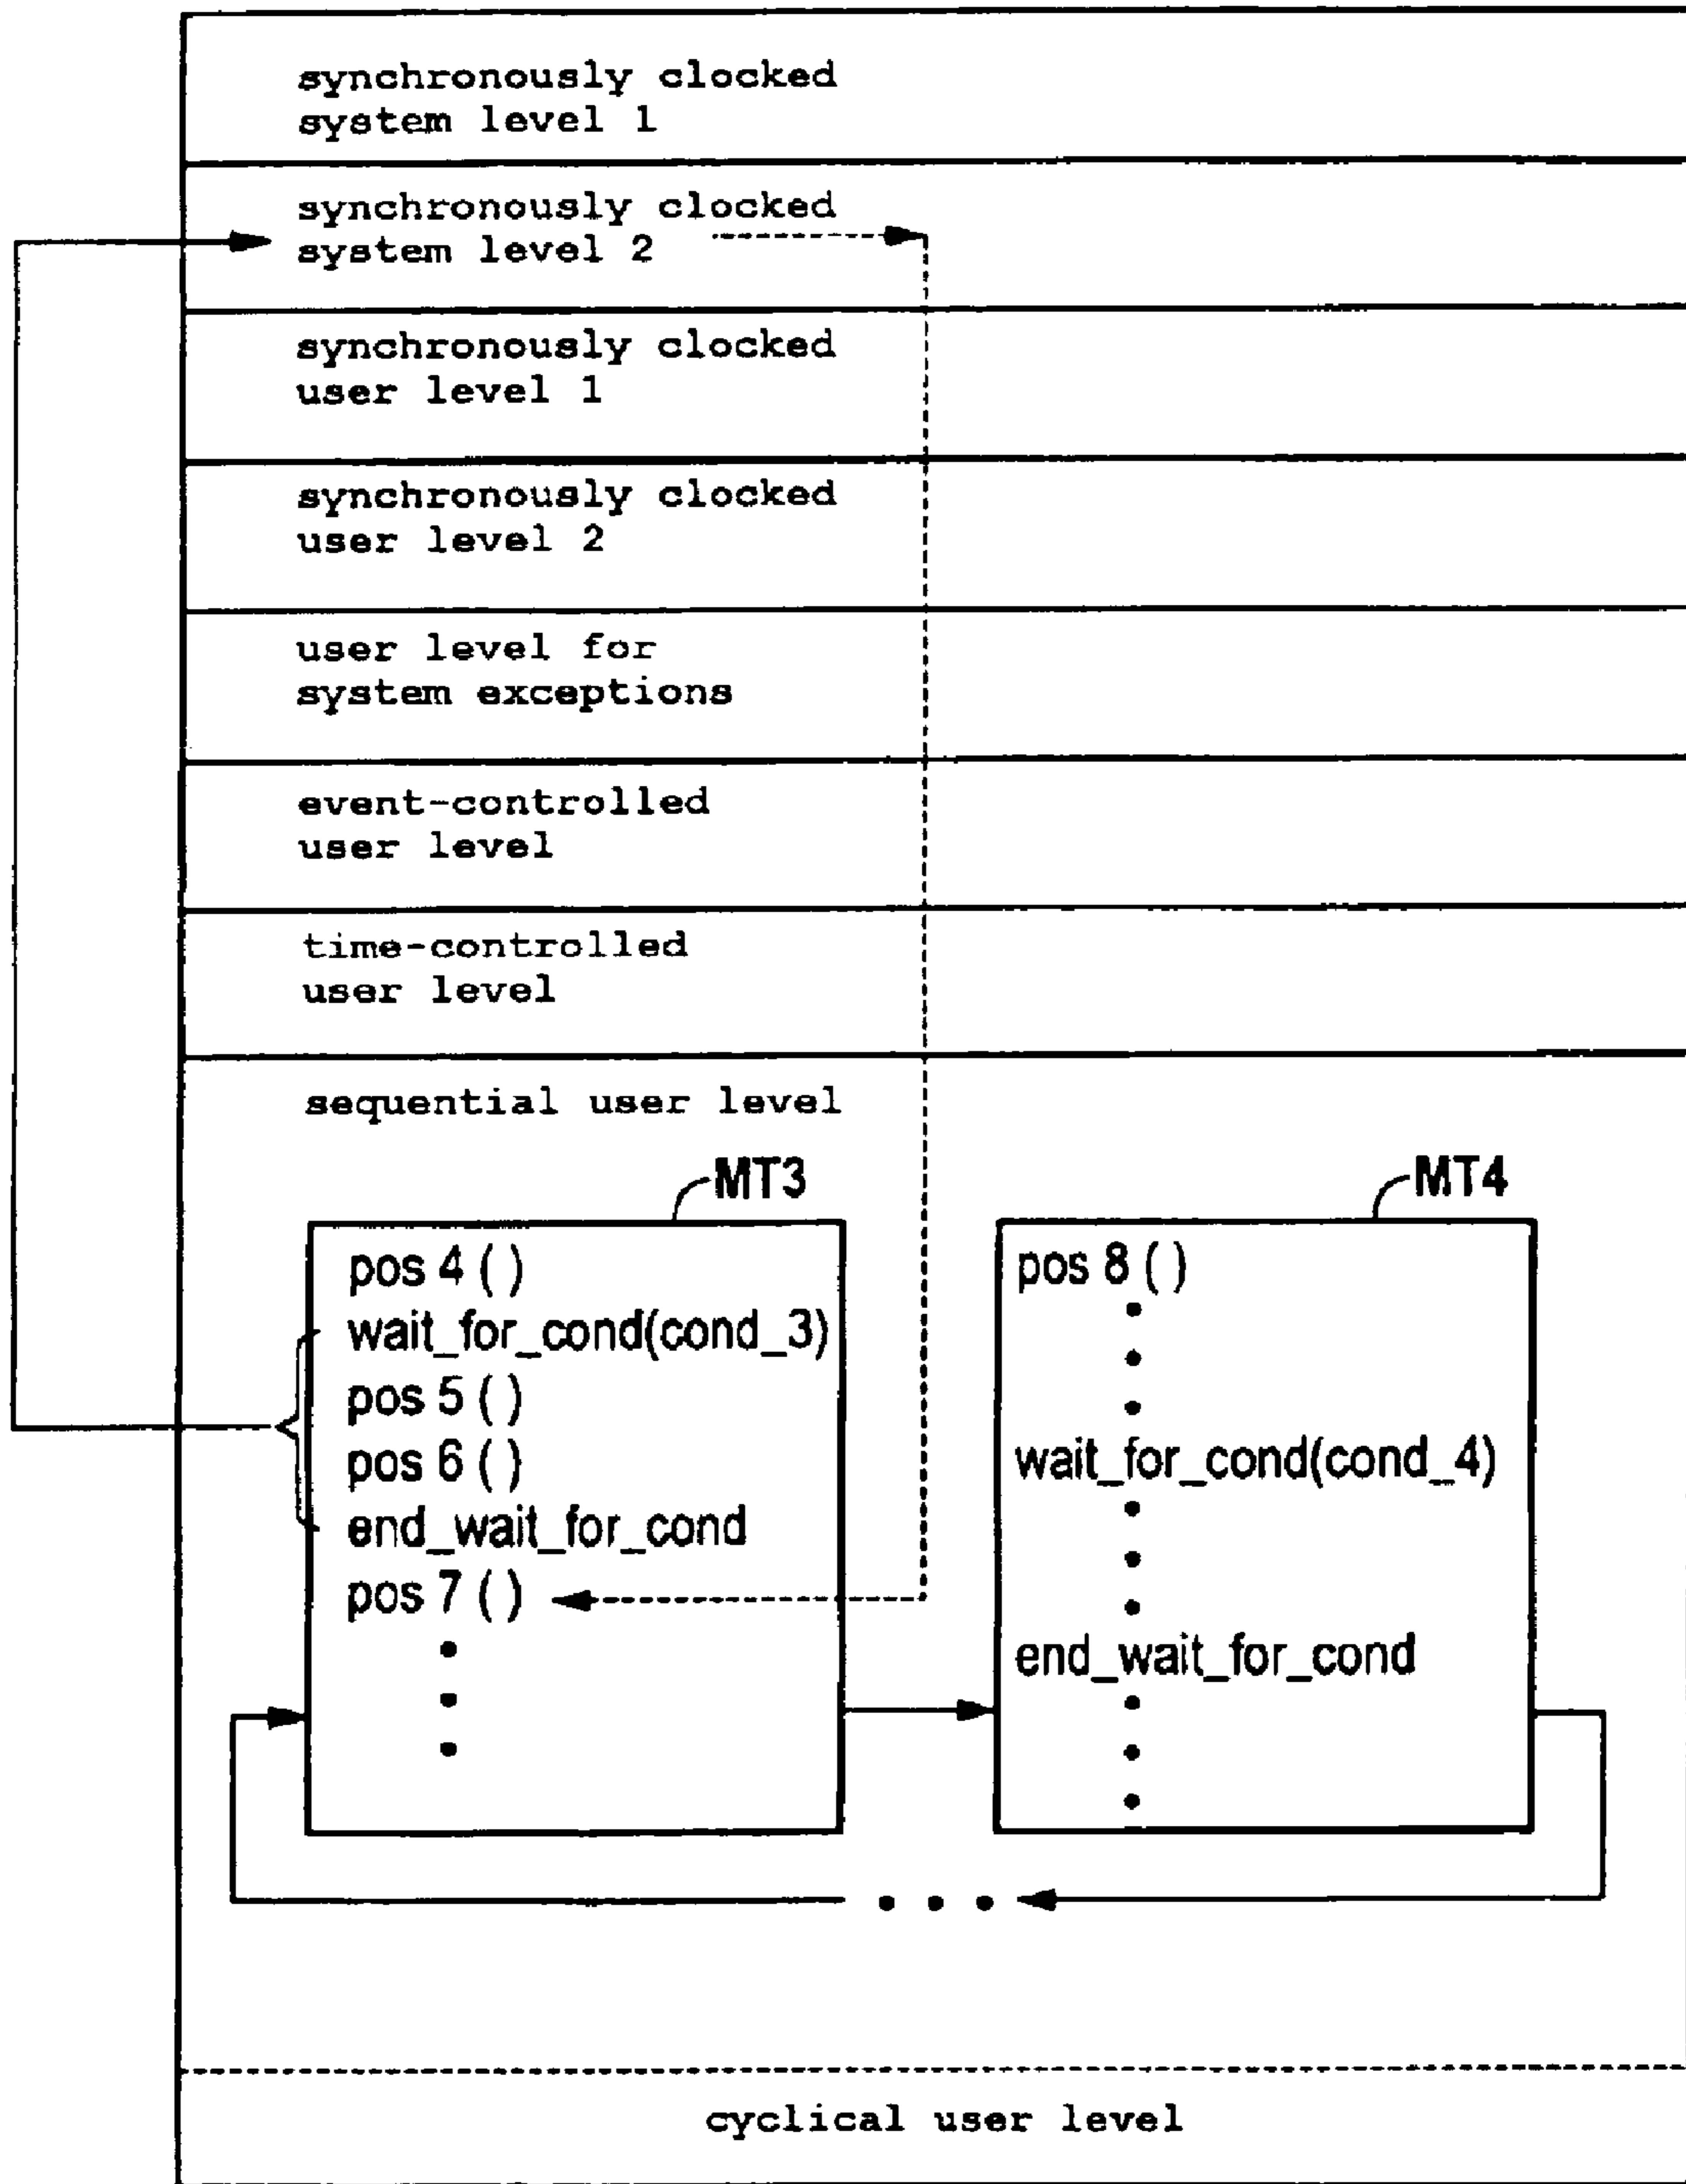 synchronously clocked
system level 1
synchronously clocked
system level 2
synchronously clocked
user level 1
synchronously clocked
user level 2
user level for
system exceptions
event-controlled
user level
time-controlled
user level
sequential user level
MT3
pos 4 ( )
wait_for_cond(cond_3)
pos 5 ( )
pos 6 ( )
end_wait_for_cond
pos 7 ( )
MT4
pos 8 ( )
wait_for_cond(cond_4)
end_wait_for_cond
cyclical user level